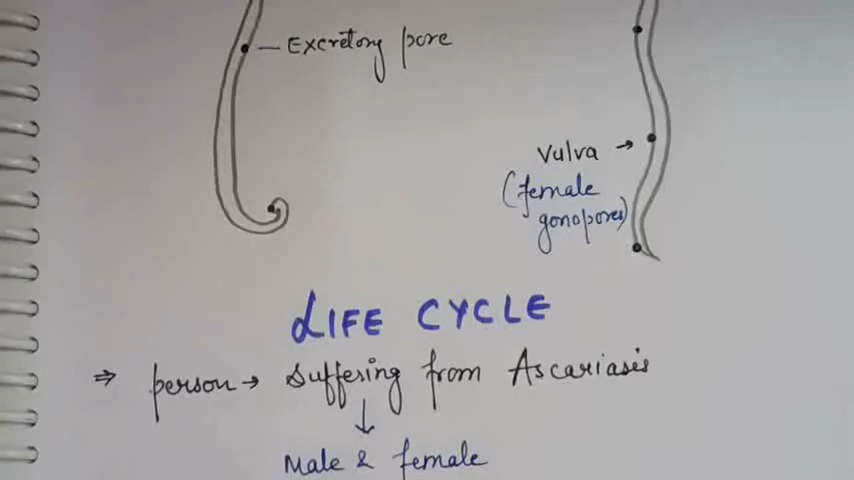 Excretory pore
Vulva →
(female
gonopores)
LIFE CYCLE
⇒ person → Suffering from Ascariasis
↓
Male & female